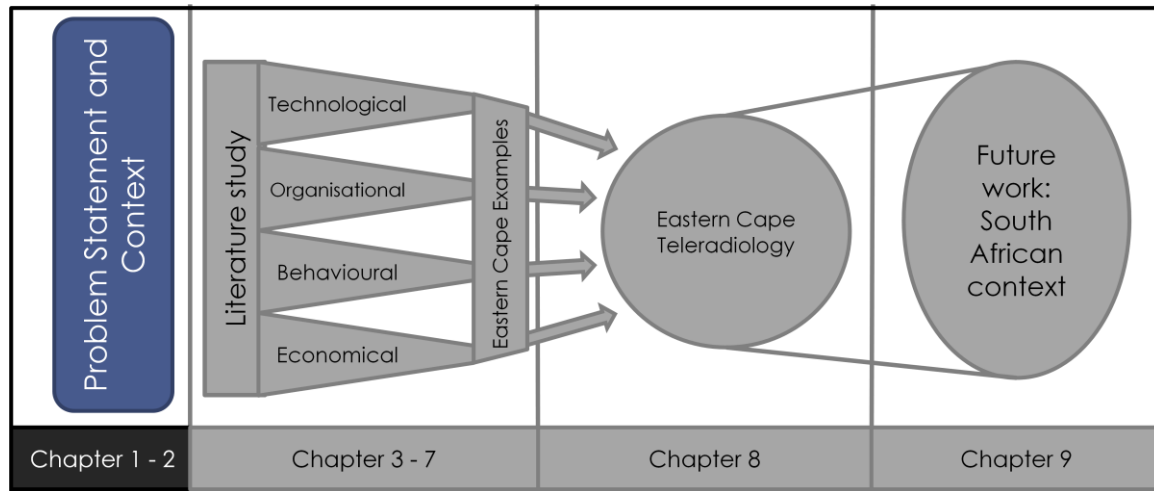 Problem Statement and
Context
Literature study
Technological
Organisational
Behavioural
Economical
Eastern Cape Examples
Eastern Cape
Teleradiology
Future
work:
South
African
context
Chapter 1 - 2
Chapter 3 - 7
Chapter 8
Chapter 9